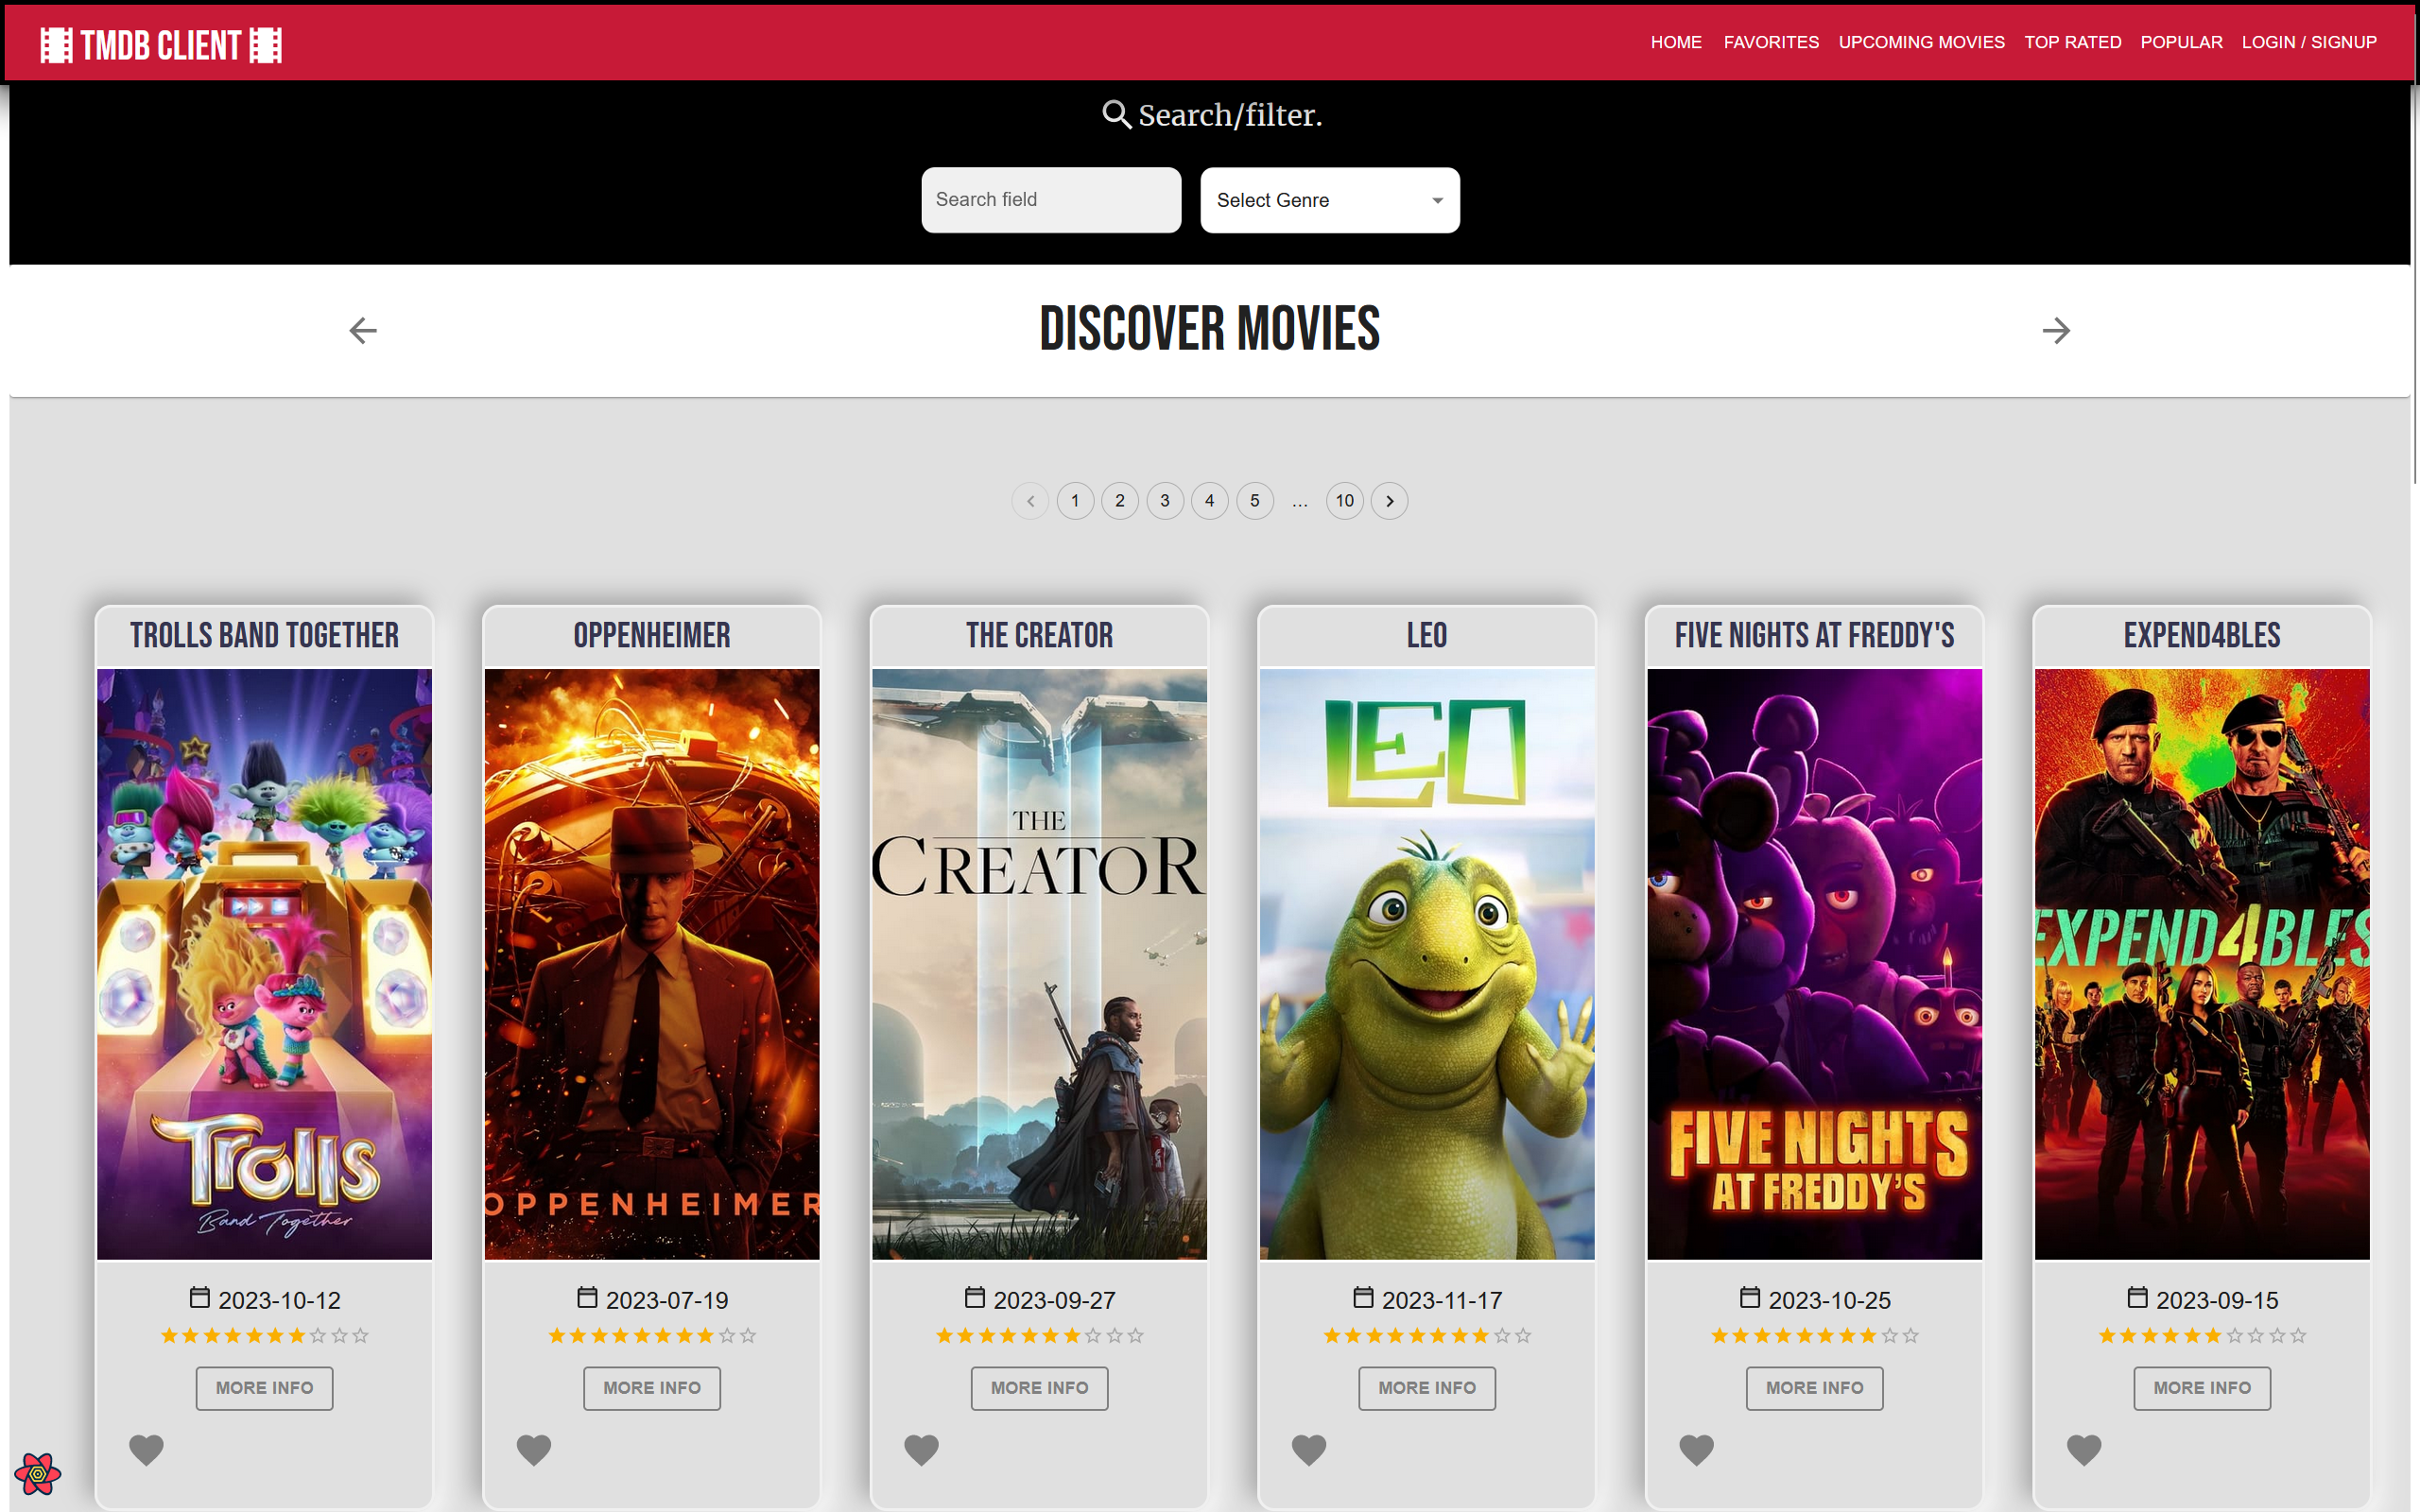 TMDB CLIENT
HOME FAVORITES UPCOMING MOVIES TOP RATED POPULAR LOGIN / SIGNUP
Search/filter.
Search field
Select Genre
DISCOVER MOVIES
1 2 3 4 5 ... 10
TROLLS BAND TOGETHER
OPPENHEIMER
THE CREATOR
LEO
FIVE NIGHTS AT FREDDY'S
EXPEND4BLES
Trolls
Band Together
OPPENHEIMER
THE
CREATOR
LEO
FIVE NIGHTS
AT FREDDY'S
EXPEND4BLES
2023-10-12
2023-07-19
2023-09-27
2023-11-17
2023-10-25
2023-09-15
MORE INFO
MORE INFO
MORE INFO
MORE INFO
MORE INFO
MORE INFO